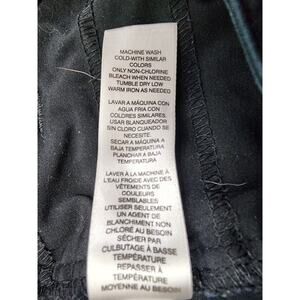 MACHINE WASH
COLD-WITH SIMILAR
COLORS
ONLY NON-CHLORINE
BLEACH WHEN NEEDED
TUMBLE DRY LOW
WARM IRON AS NEEDED
LAVAR A MÁQUINA CON
AGUA FRIA CON
COLORES SIMILARES.
USAR BLANQUEADOR
SIN CLORO CUANDO SE
NECESITE.
SECAR A MÁQUINA A
BAJA TEMPERATURA
PLANCHAR A BAJA
TEMPERATURA
LAVER À LA MACHINE À
L'EAU FROIDE AVEC DES
VÊTEMENTS DE
COULEURS
SEMBLABLES
UTILISER SEULEMENT
UN AGENT DE
BLANCHIMENT NON
CHLORÉ AU BESOIN
SÉCHER PAR
CULBUTAGE À BASSE
TEMPÉRATURE
REPASSER À
TEMPÉRATURE
MOYENNE AU BESOIN